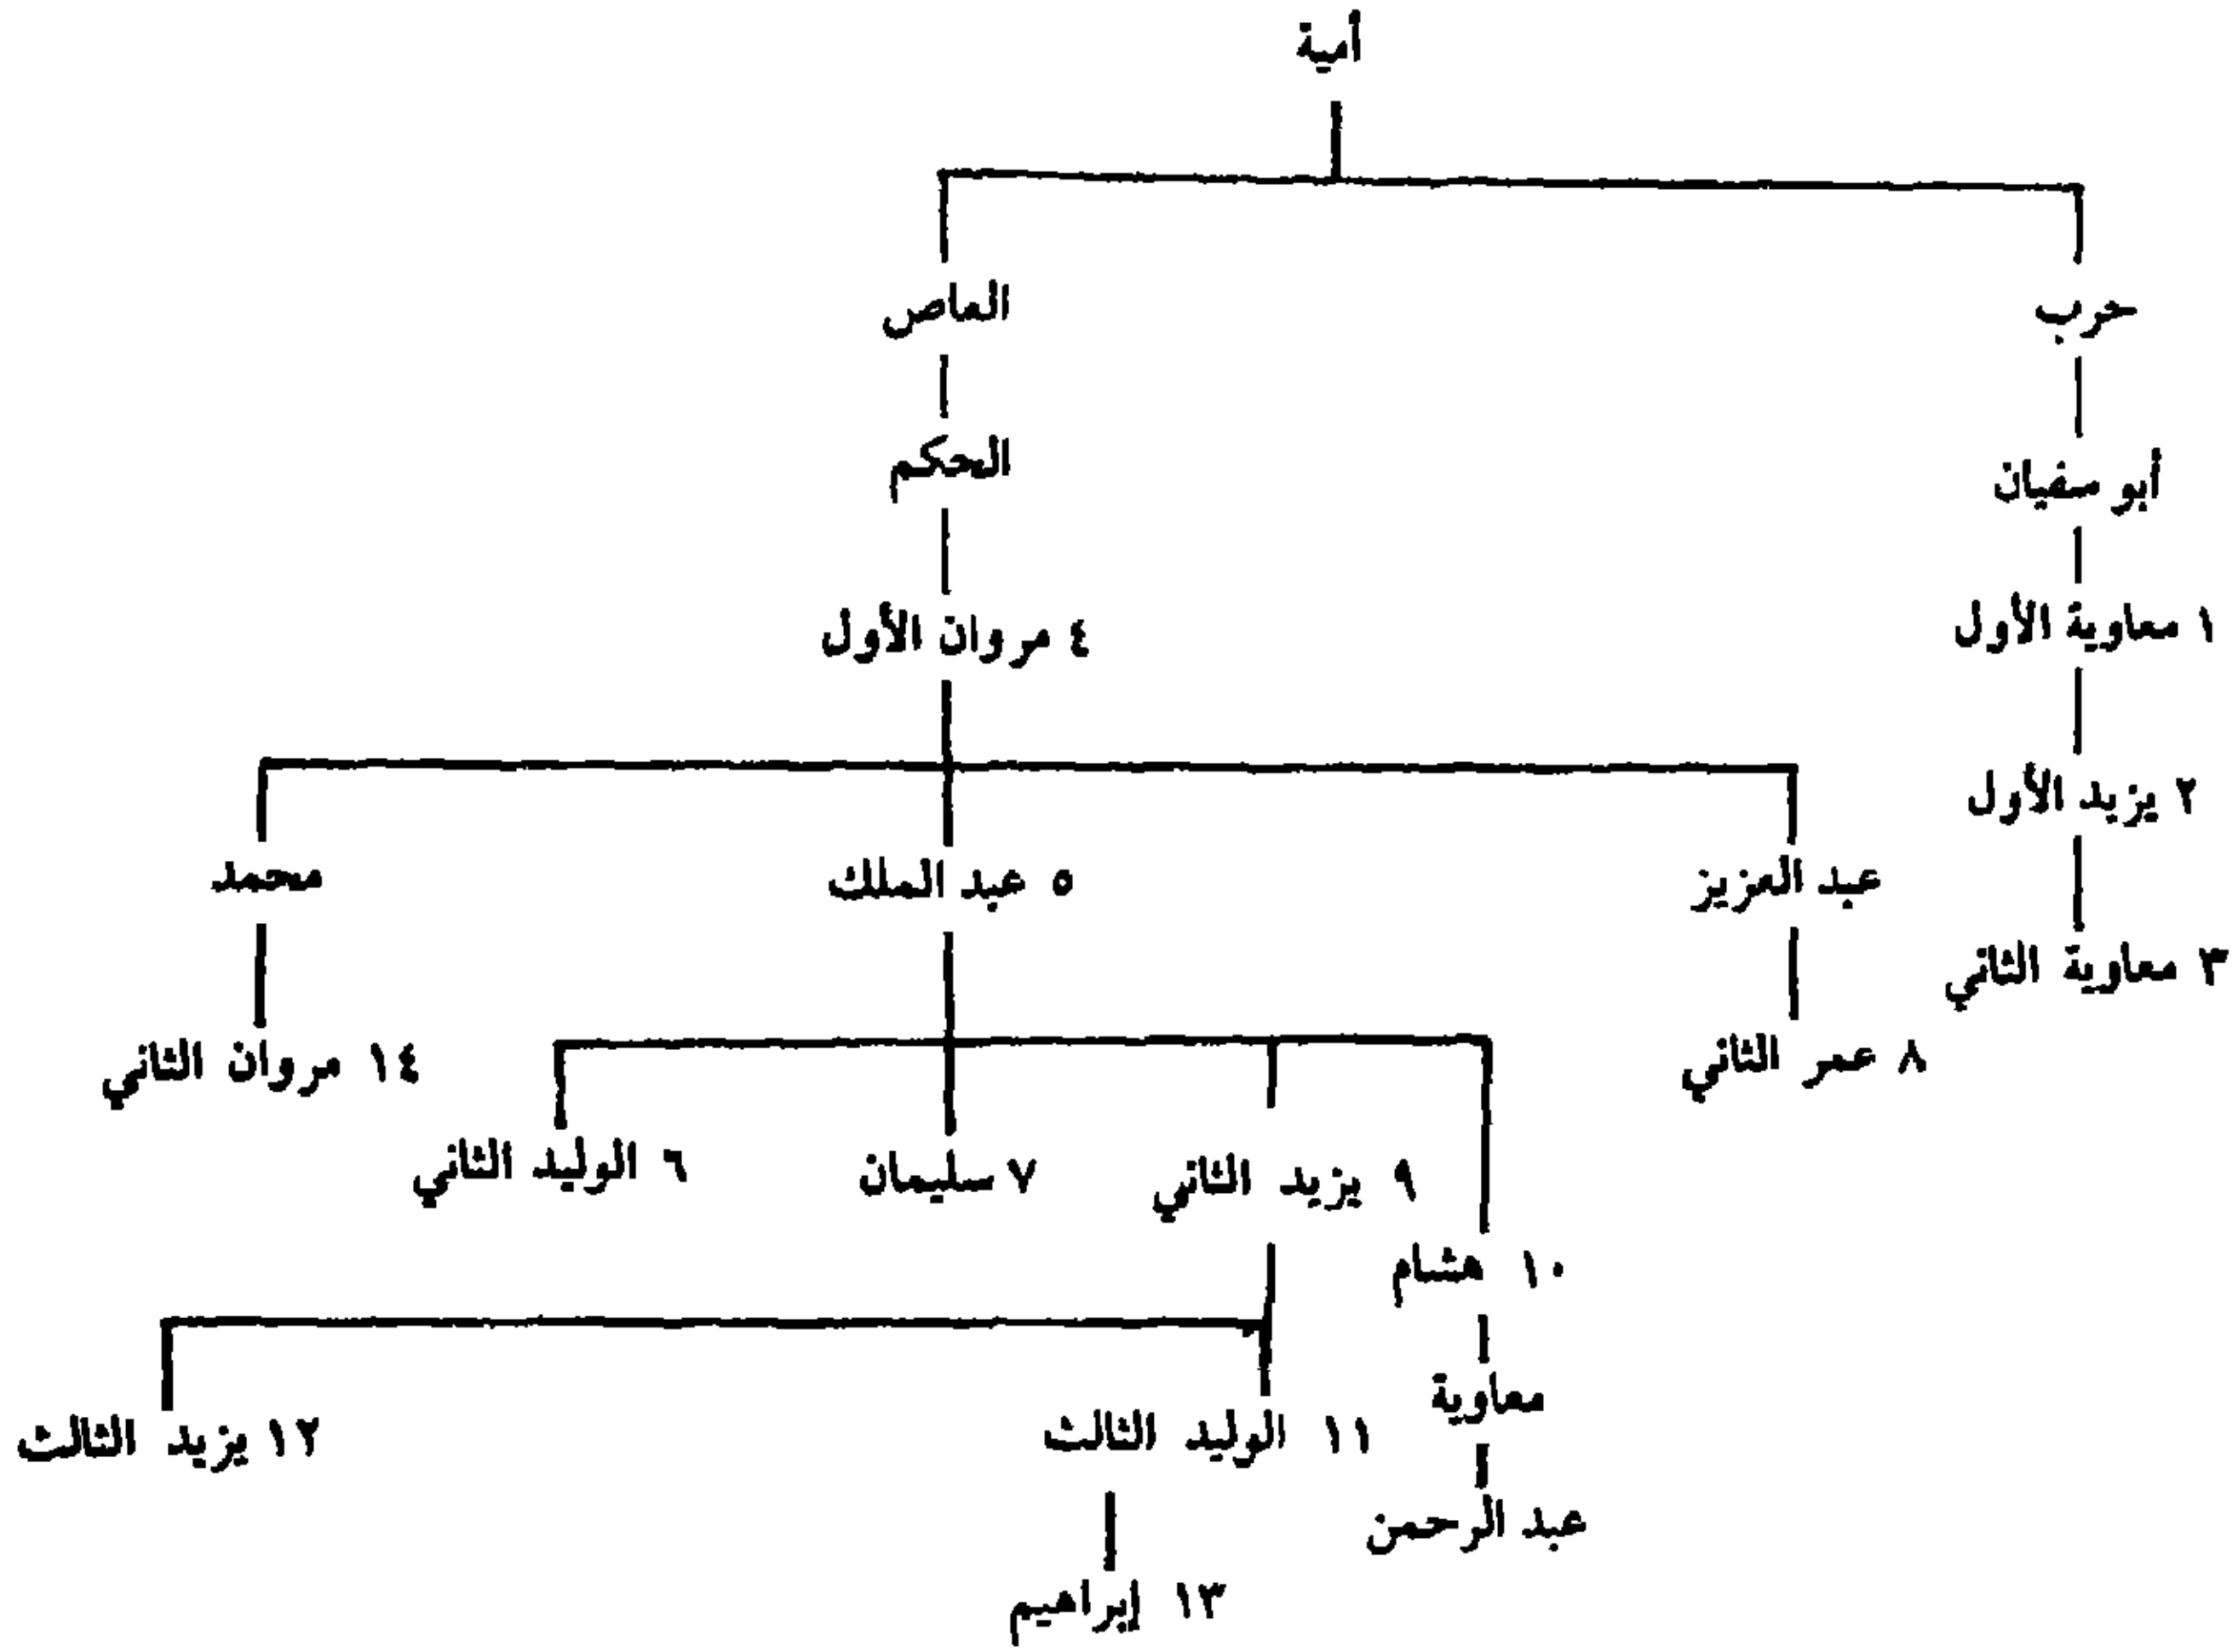 أمية
حرب
العاص
أبو سفيان
الحكم
١ معاوية الأول
٤ مروان الأول
٢ يزيد الأول
عبد العزيز
٥ عبد الملك
محمد
٣ معاوية الثاني
٨ عمر الثاني
١٤ مروان الثاني
٩ يزيد الثاني
٧ سليمان
٦ الوليد الثاني
١٠ هشام
معاوية
١١ الوليد الثالث
١٢ يزيد الثالث
عبد الرحمن
١٣ إبراهيم